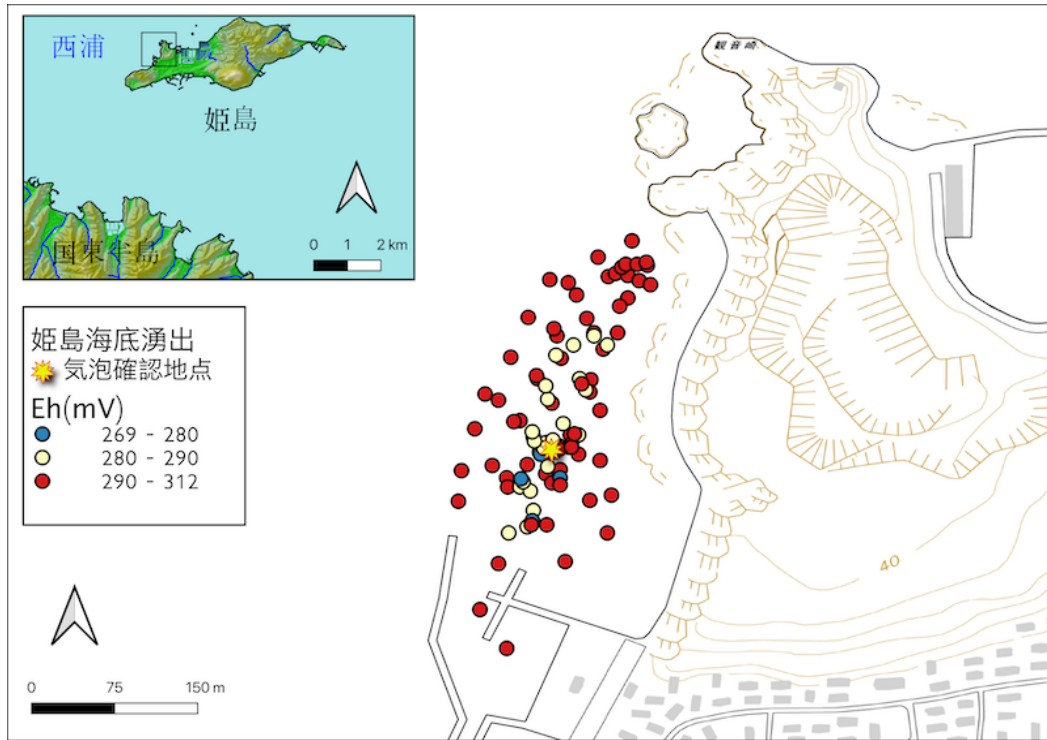 西浦
姫島
国東半島
0 1 2 km
観音崎
姫島海底湧出
気泡確認地点
Eh(mV)
269 - 280
280 - 290
290 - 312
40
0 75 150 m